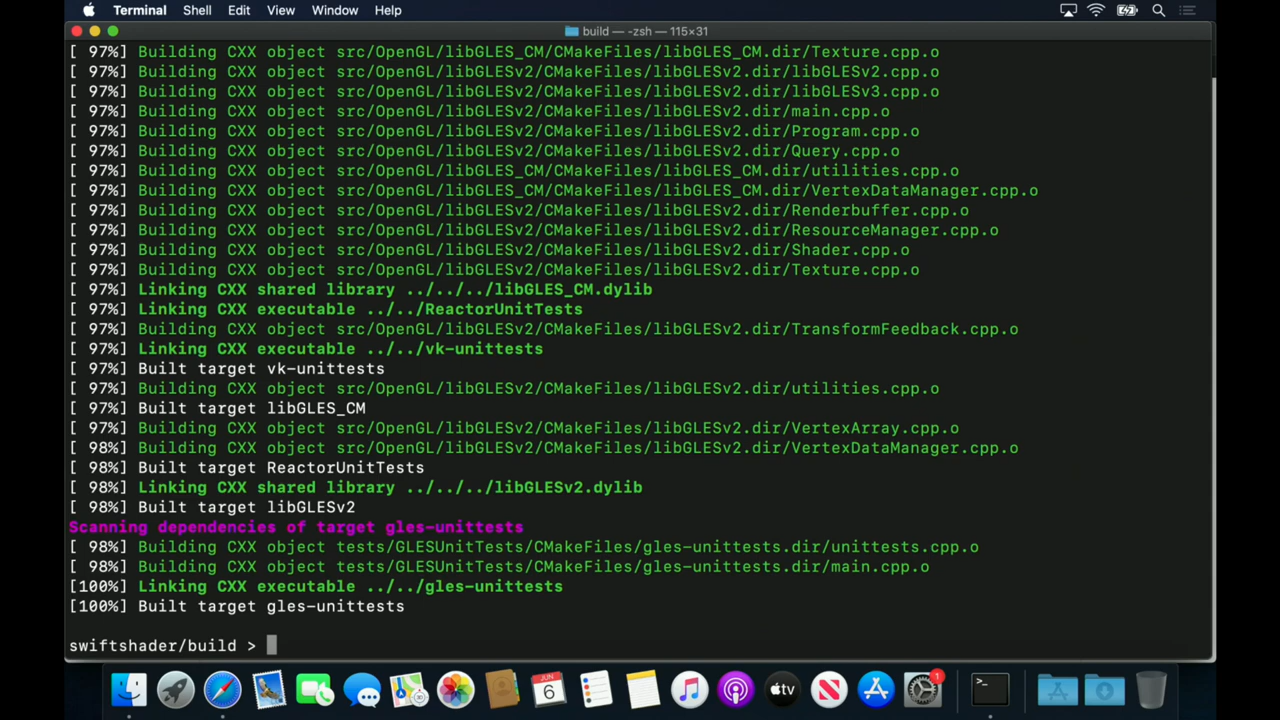 Terminal Shell Edit View Window Help
build — -zsh — 115×31
[ 97%] Building CXX object src/OpenGL/libGLES_CM/CMakeFiles/libGLES_CM.dir/Texture.cpp.o
[ 97%] Building CXX object src/OpenGL/libGLESv2/CMakeFiles/libGLESv2.dir/libGLESv2.cpp.o
[ 97%] Building CXX object src/OpenGL/libGLESv2/CMakeFiles/libGLESv2.dir/libGLESv3.cpp.o
[ 97%] Building CXX object src/OpenGL/libGLESv2/CMakeFiles/libGLESv2.dir/main.cpp.o
[ 97%] Building CXX object src/OpenGL/libGLESv2/CMakeFiles/libGLESv2.dir/Program.cpp.o
[ 97%] Building CXX object src/OpenGL/libGLESv2/CMakeFiles/libGLESv2.dir/Query.cpp.o
[ 97%] Building CXX object src/OpenGL/libGLES_CM/CMakeFiles/libGLES_CM.dir/utilities.cpp.o
[ 97%] Building CXX object src/OpenGL/libGLES_CM/CMakeFiles/libGLES_CM.dir/VertexDataManager.cpp.o
[ 97%] Building CXX object src/OpenGL/libGLESv2/CMakeFiles/libGLESv2.dir/Renderbuffer.cpp.o
[ 97%] Building CXX object src/OpenGL/libGLESv2/CMakeFiles/libGLESv2.dir/ResourceManager.cpp.o
[ 97%] Building CXX object src/OpenGL/libGLESv2/CMakeFiles/libGLESv2.dir/Shader.cpp.o
[ 97%] Building CXX object src/OpenGL/libGLESv2/CMakeFiles/libGLESv2.dir/Texture.cpp.o
[ 97%] Linking CXX shared library ../../../libGLES_CM.dylib
[ 97%] Linking CXX executable ../../ReactorUnitTests
[ 97%] Building CXX object src/OpenGL/libGLESv2/CMakeFiles/libGLESv2.dir/TransformFeedback.cpp.o
[ 97%] Linking CXX executable ../../vk-unittests
[ 97%] Built target vk-unittests
[ 97%] Building CXX object src/OpenGL/libGLESv2/CMakeFiles/libGLESv2.dir/utilities.cpp.o
[ 97%] Built target libGLES_CM
[ 97%] Building CXX object src/OpenGL/libGLESv2/CMakeFiles/libGLESv2.dir/VertexArray.cpp.o
[ 98%] Building CXX object src/OpenGL/libGLESv2/CMakeFiles/libGLESv2.dir/VertexDataManager.cpp.o
[ 98%] Built target ReactorUnitTests
[ 98%] Linking CXX shared library ../../../libGLESv2.dylib
[ 98%] Built target libGLESv2
Scanning dependencies of target gles-unittests
[ 98%] Building CXX object tests/GLESUnitTests/CMakeFiles/gles-unittests.dir/unittests.cpp.o
[ 98%] Building CXX object tests/GLESUnitTests/CMakeFiles/gles-unittests.dir/main.cpp.o
[100%] Linking CXX executable ../../gles-unittests
[100%] Built target gles-unittests
swiftshader/build >
JUN
6
tv
1
>_